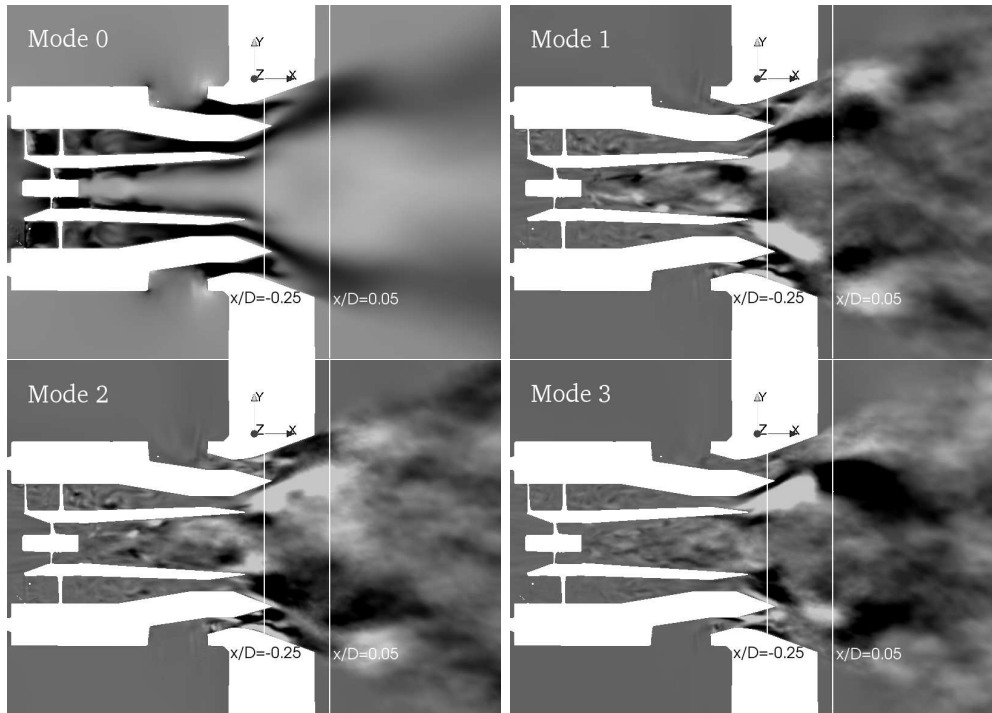 Mode 0
Y
Z X
x/D=-0.25 x/D=0.05
Mode 1
Y
Z X
x/D=-0.25 x/D=0.05
Mode 2
Y
Z X
x/D=-0.25 x/D=0.05
Mode 3
Y
Z X
x/D=-0.25 x/D=0.05